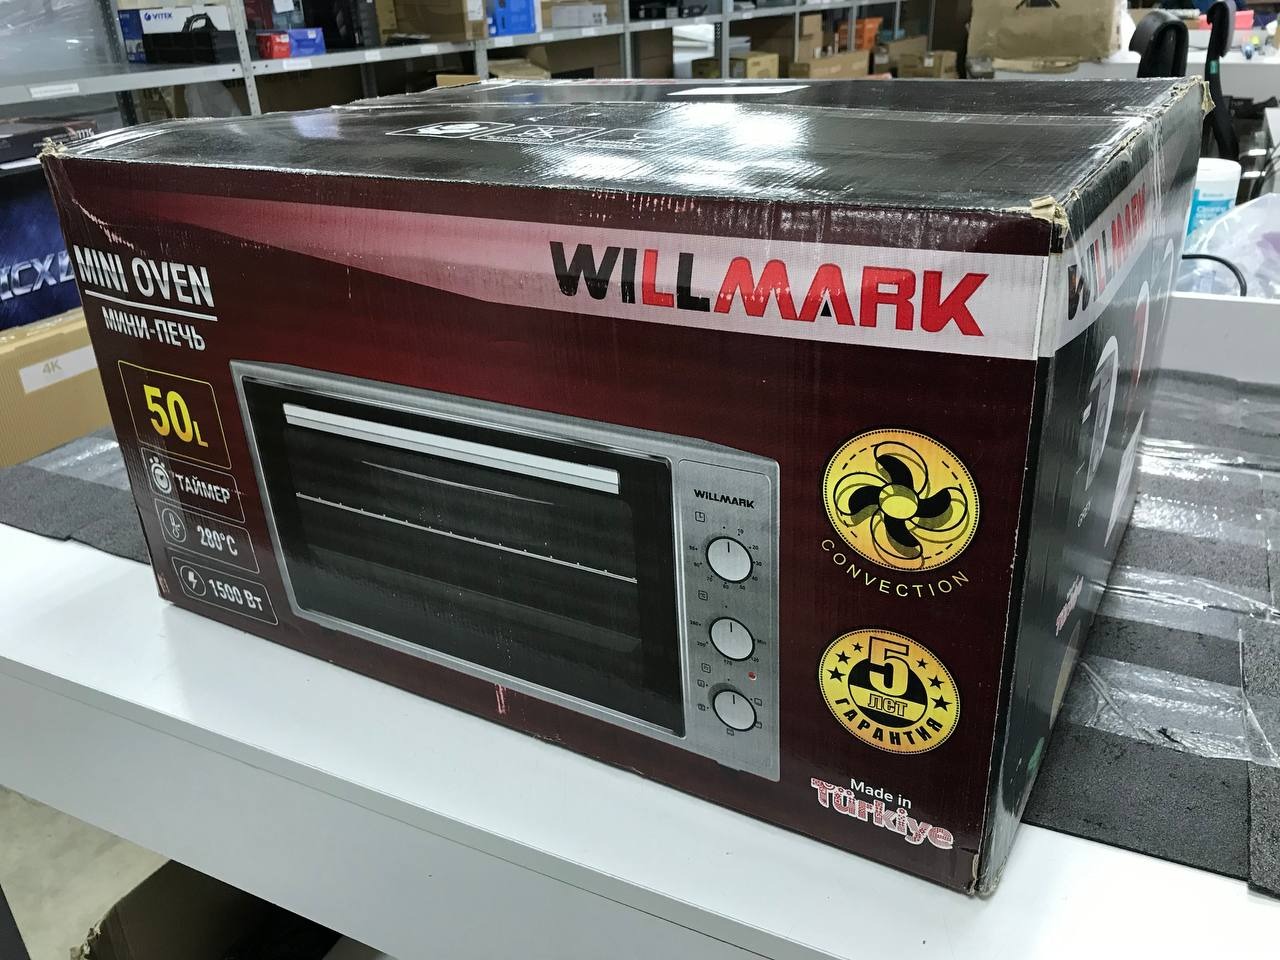 VITEK
MINI OVEN
МИНИ-ПЕЧЬ
WILLMARK
WILLMARK
50L
ТАЙМЕР
280°C
1500 Вт
WILLMARK
CONVECTION
5
ЛЕТ
ГАРАНТИЯ
Made in
Türkiye
4K